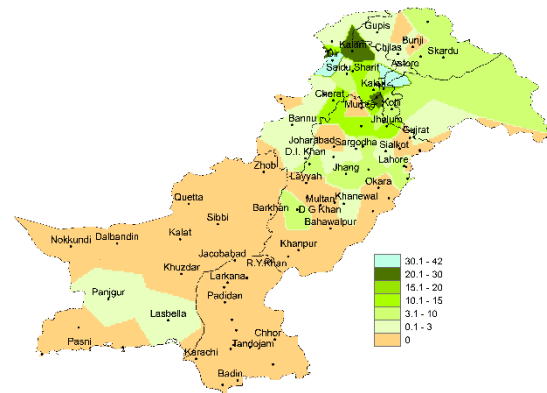 Gupis
Kalam
Chilas
Bunji
Skardu
Astore
Dir
Saidu Sharif
Kakul
Cherat
Murree
Kotli
Bannu
Jhelum
Gujrat
Joharabad
Sargodha
Sialkot
D.I. Khan
Lahore
Zhob
Jhang
Layyah
Okara
Quetta
Multan
Khanewal
Barkhan
D G Khan
Sibbi
Bahawalpur
Nokkundi
Dalbandin
Kalat
Khanpur
Jacobabad
R.Y.Khan
Khuzdar
Larkana
Panjgur
Padidan
Lasbella
Pasni
Chhor
Karachi
Tandojani
Badin
30.1 - 42
20.1 - 30
15.1 - 20
10.1 - 15
3.1 - 10
0.1 - 3
0